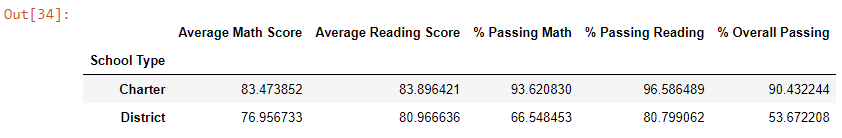 Out[34]:
Average Math Score Average Reading Score % Passing Math % Passing Reading % Overall Passing
School Type
Charter 83.473852 83.896421 93.620830 96.586489 90.432244
District 76.956733 80.966636 66.548453 80.799062 53.672208